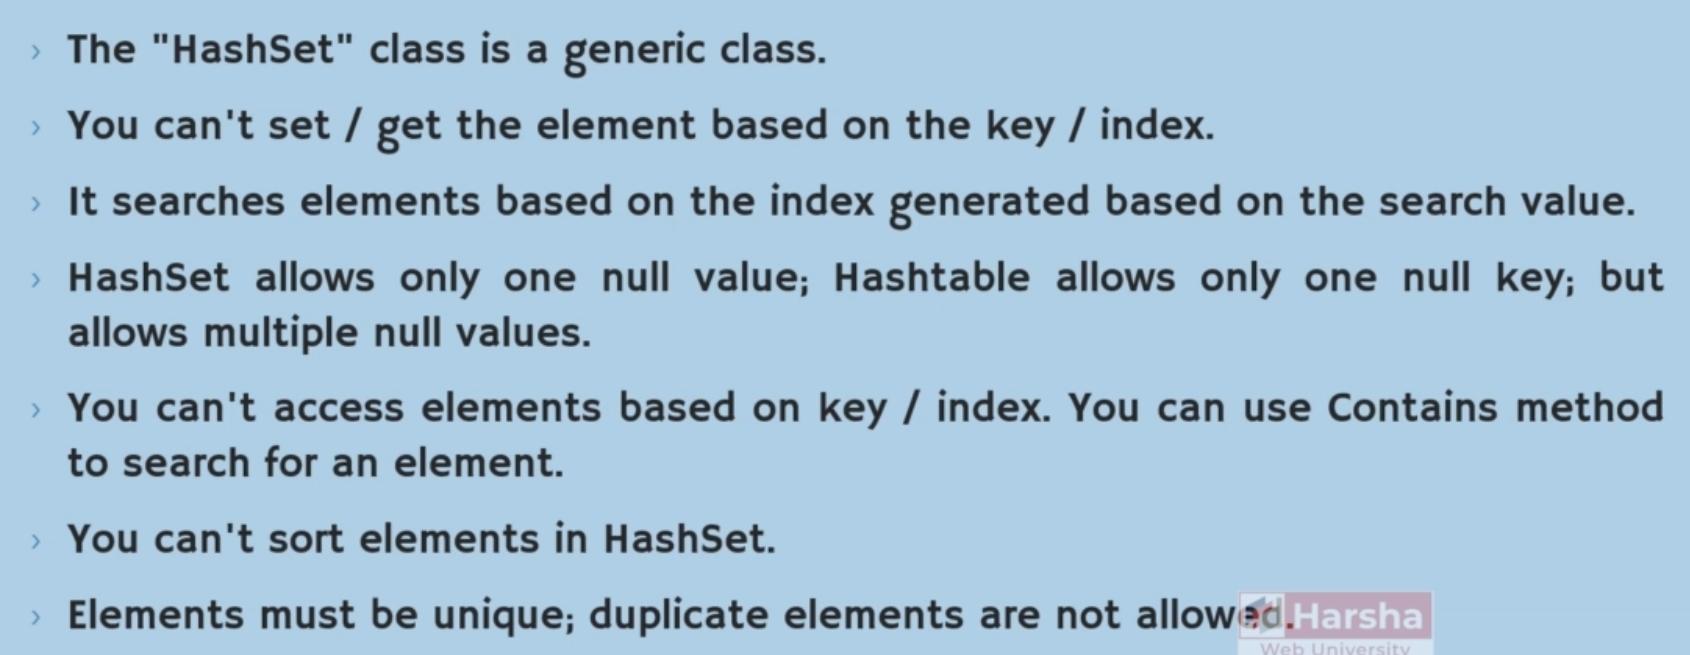 › The "HashSet" class is a generic class.
› You can't set / get the element based on the key / index.
› It searches elements based on the index generated based on the search value.
› HashSet allows only one null value; Hashtable allows only one null key; but
allows multiple null values.
› You can't access elements based on key / index. You can use Contains method
to search for an element.
› You can't sort elements in HashSet.
› Elements must be unique; duplicate elements are not allowed.
Harsha
Web University